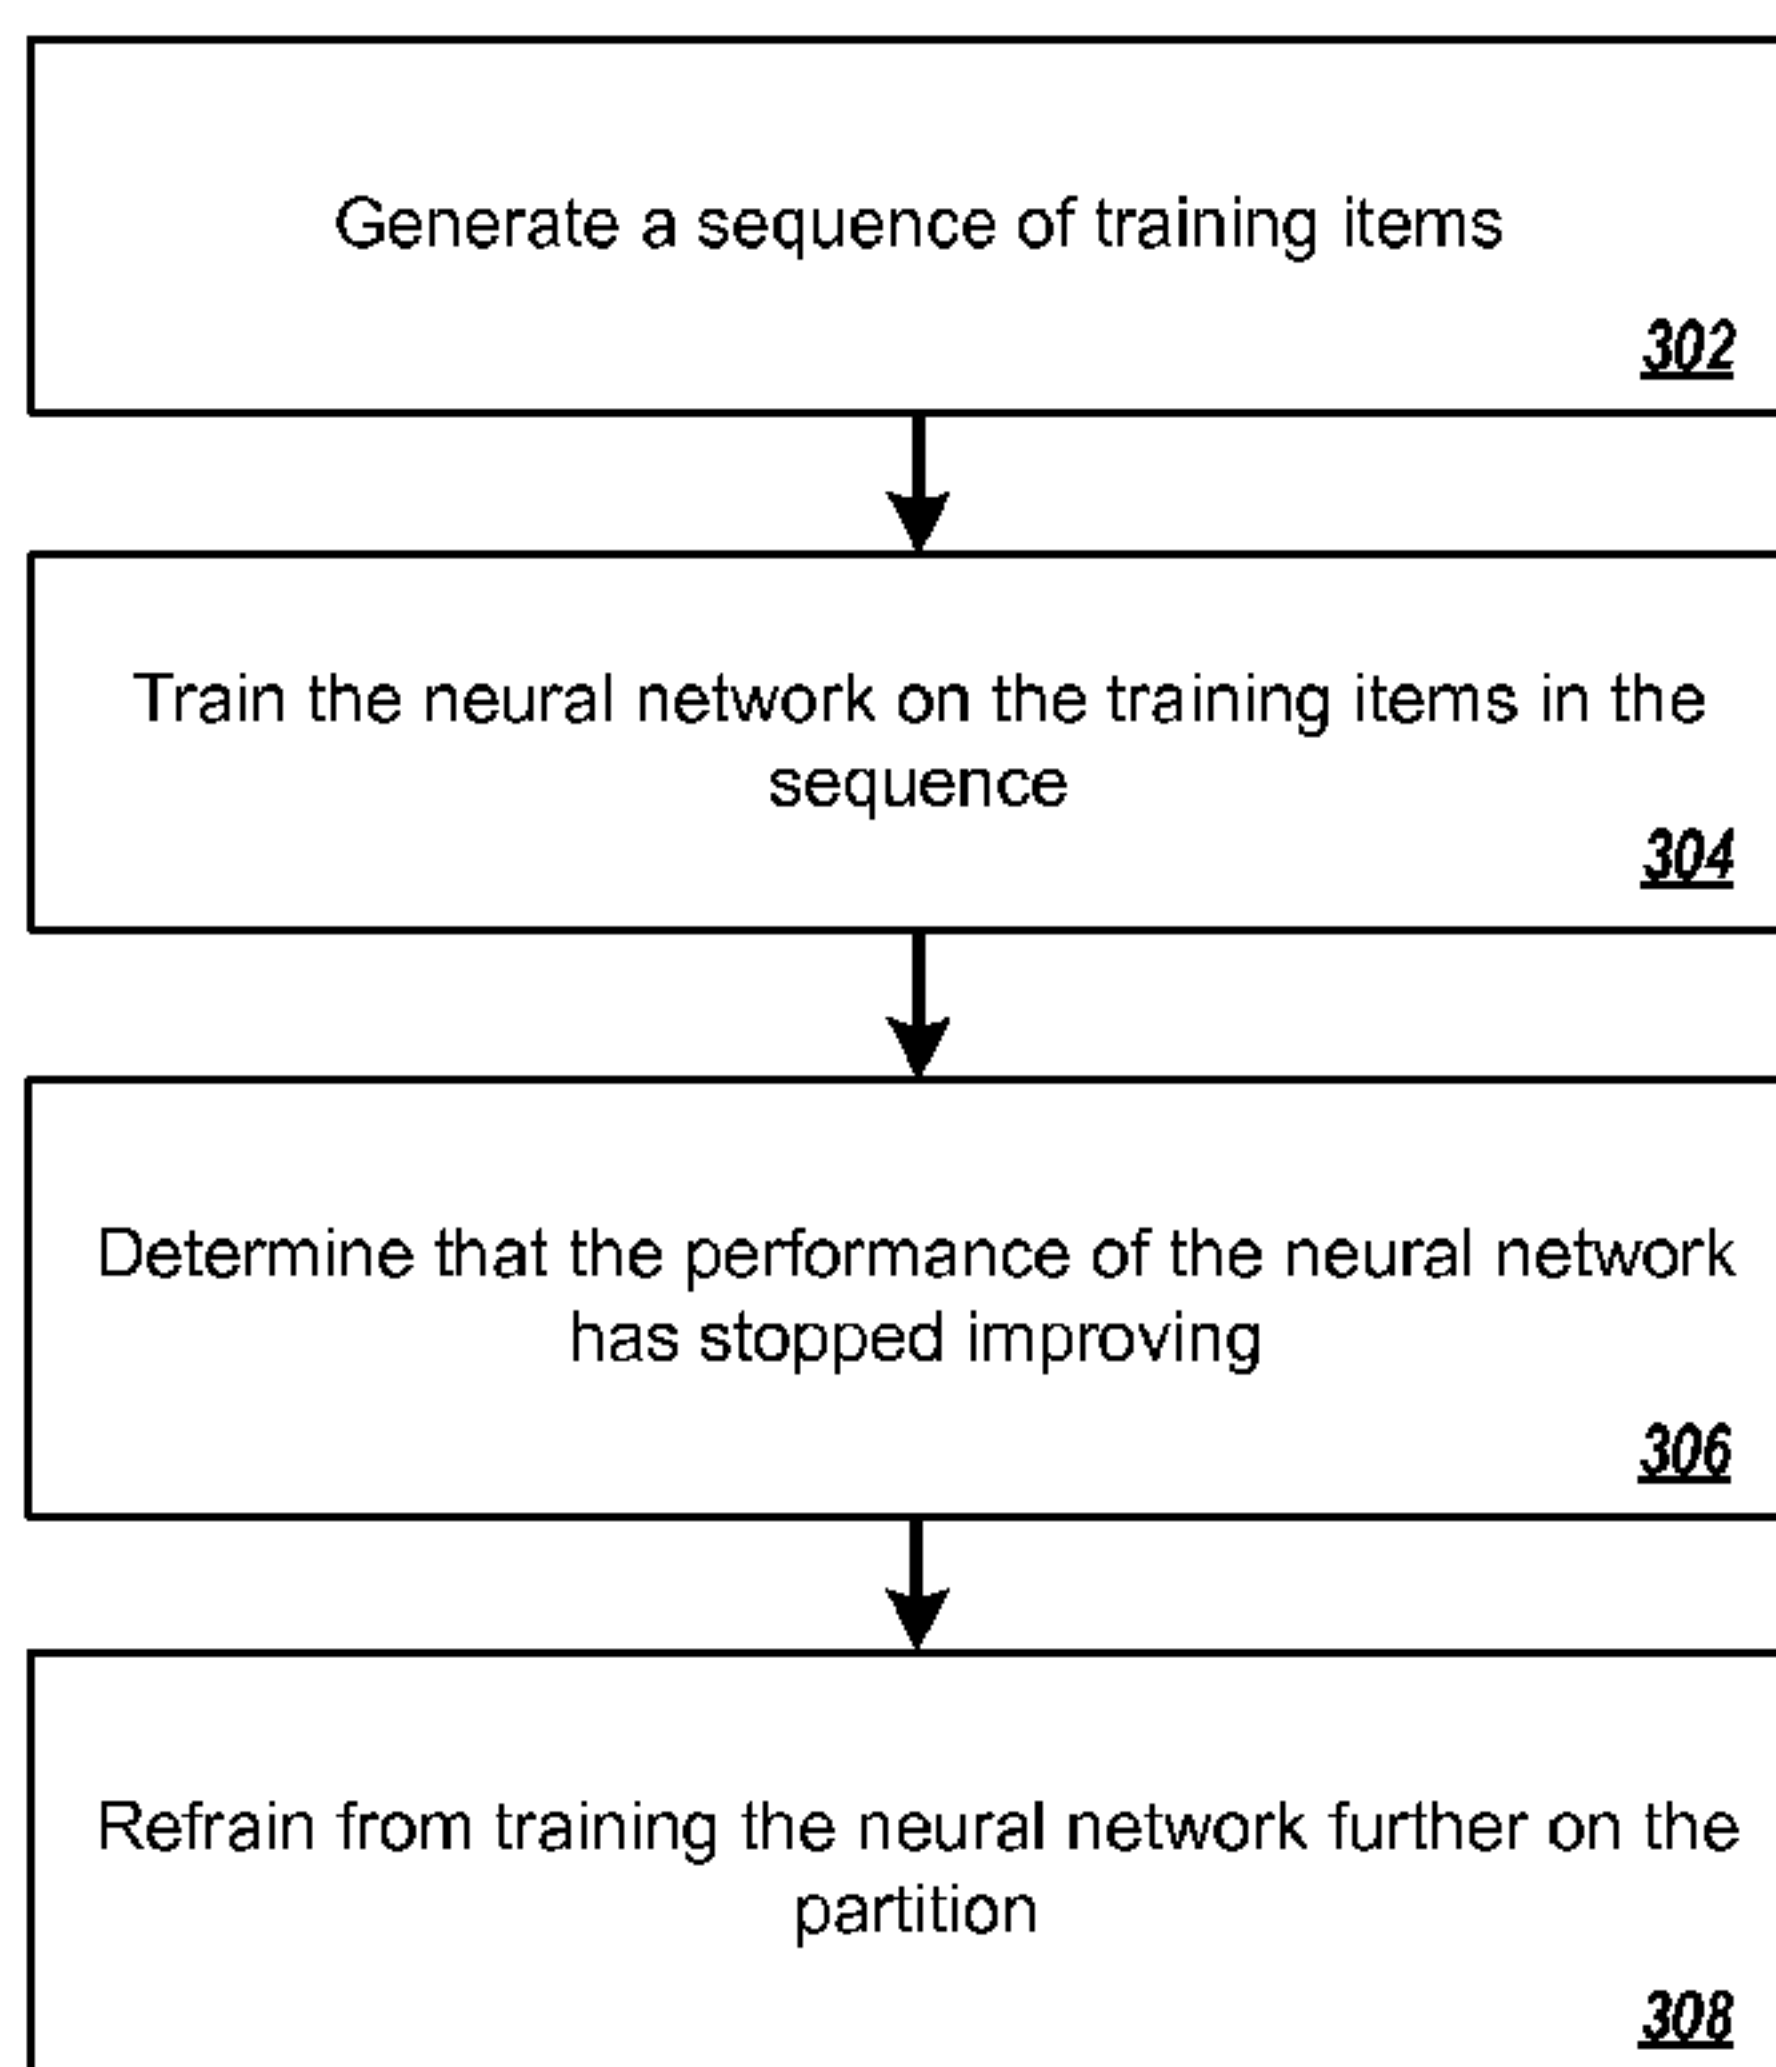 Generate a sequence of training items
302
Train the neural network on the training items in the
sequence
304
Determine that the performance of the neural network
has stopped improving
306
Refrain from training the neural network further on the
partition
308